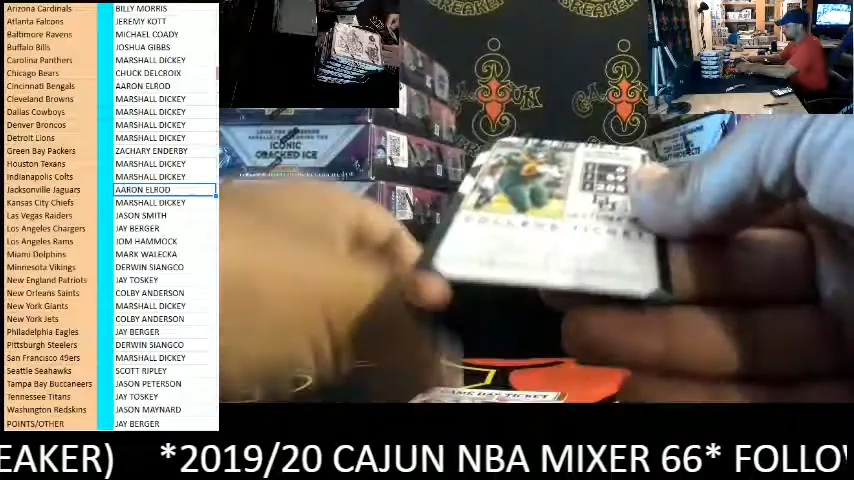 Arizona Cardinals BILLY MORRIS
Atlanta Falcons JEREMY KOTT
Baltimore Ravens MICHAEL COADY
Buffalo Bills JOSHUA GIBBS
Carolina Panthers MARSHALL DICKEY
Chicago Bears CHUCK DELCROIX
Cincinnati Bengals AARON ELROD
Cleveland Browns MARSHALL DICKEY
Dallas Cowboys MARSHALL DICKEY
Denver Broncos MARSHALL DICKEY
Detroit Lions MARSHALL DICKEY
Green Bay Packers ZACHARY ENDERBY
Houston Texans MARSHALL DICKEY
Indianapolis Colts MARSHALL DICKEY
Jacksonville Jaguars AARON ELROD
Kansas City Chiefs MARSHALL DICKEY
Las Vegas Raiders JASON SMITH
Los Angeles Chargers JAY BERGER
Los Angeles Rams JOM HAMMOCK
Miami Dolphins MARK WALECKA
Minnesota Vikings DERWIN SIANGCO
New England Patriots JAY TOSKEY
New Orleans Saints COLBY ANDERSON
New York Giants MARSHALL DICKEY
New York Jets COLBY ANDERSON
Philadelphia Eagles JAY BERGER
Pittsburgh Steelers DERWIN SIANGCO
San Francisco 49ers MARSHALL DICKEY
Seattle Seahawks SCOTT RIPLEY
Tampa Bay Buccaneers JASON PETERSON
Tennessee Titans JAY TOSKEY
Washington Redskins JASON MAYNARD
POINTS/OTHER JAY BERGER
BREAKER
BREAKER
ICONIC
CRACKED ICE
COLLEGE TICKET
GAME DAY TICKET
EAKER) *2019/20 CAJUN NBA MIXER 66* FOLLOW